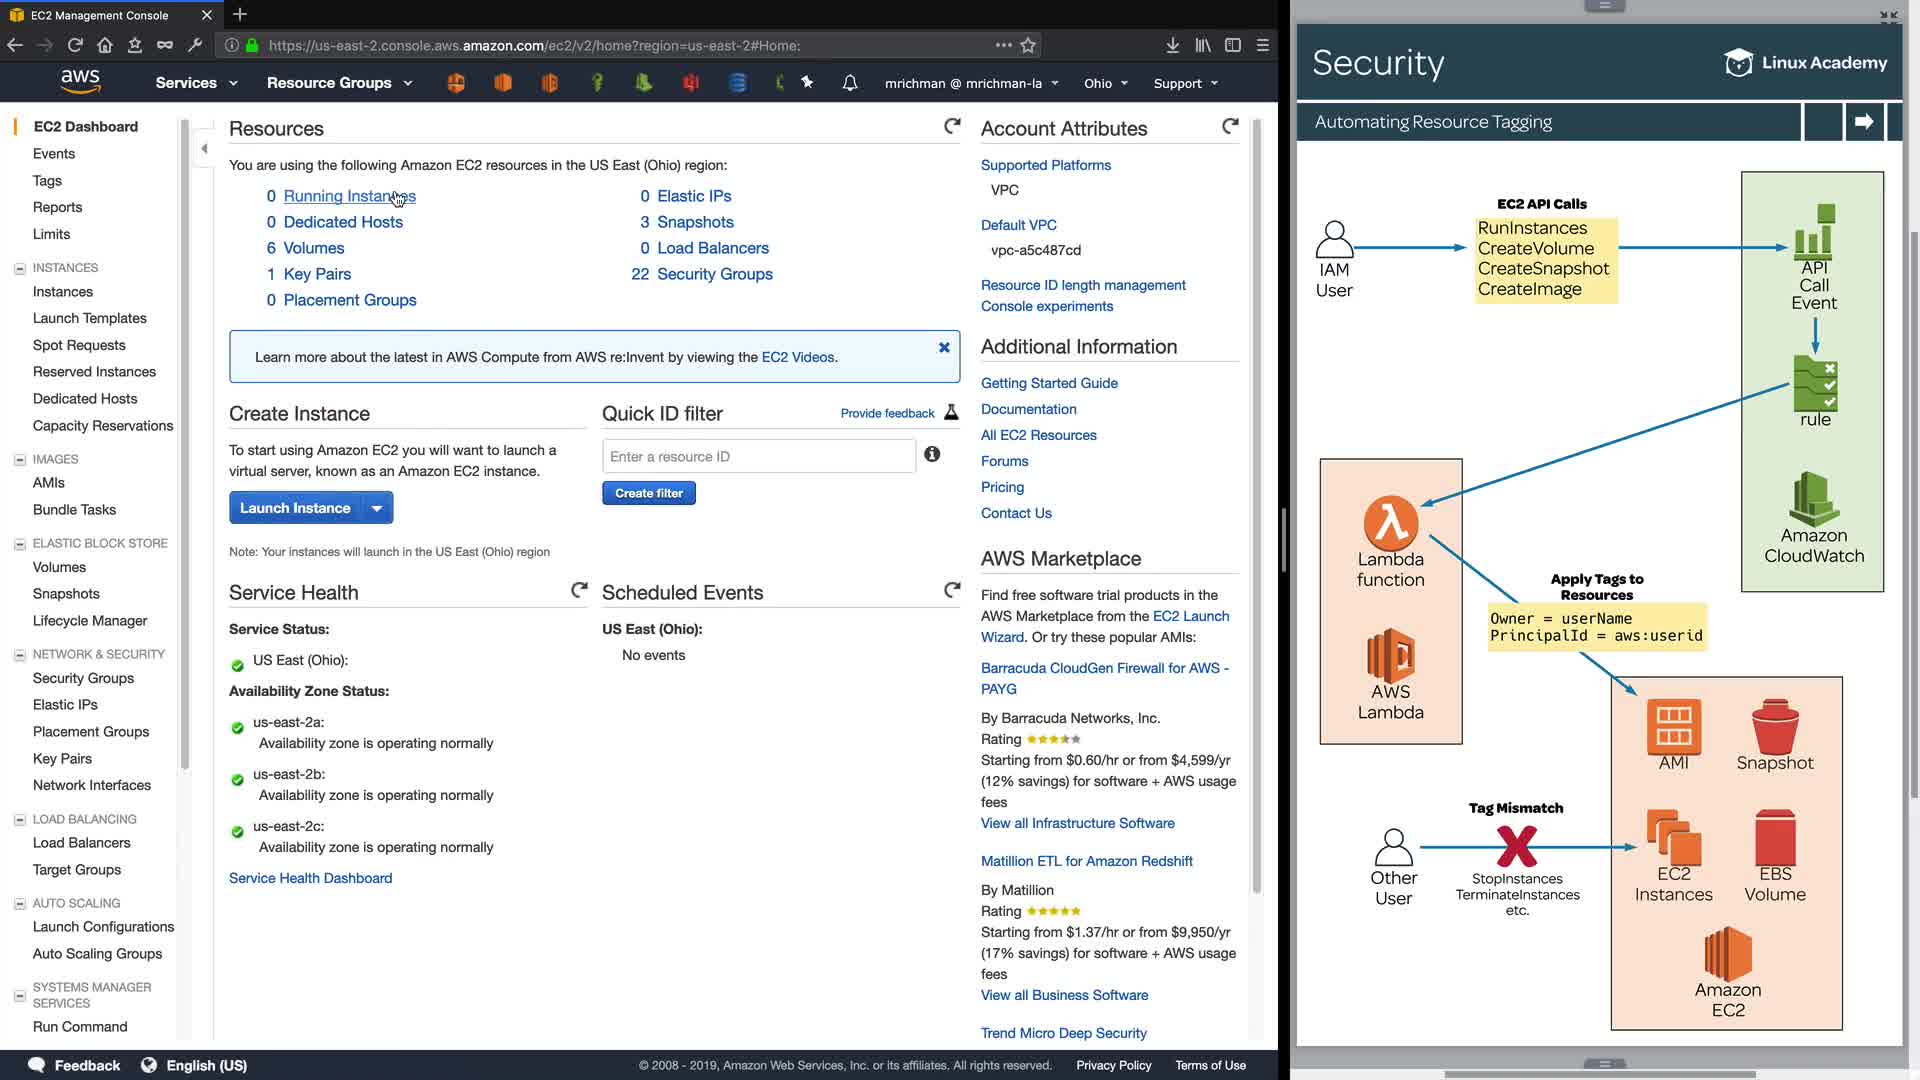 EC2 Management Console
https://us-east-2.console.aws.amazon.com/ec2/v2/home?region=us-east-2#Home:
aws
Services
Resource Groups
mrichman @ mrichman-la
Ohio
Support
EC2 Dashboard
Events
Tags
Reports
Limits
INSTANCES
Instances
Launch Templates
Spot Requests
Reserved Instances
Dedicated Hosts
Capacity Reservations
IMAGES
AMIs
Bundle Tasks
ELASTIC BLOCK STORE
Volumes
Snapshots
Lifecycle Manager
NETWORK & SECURITY
Security Groups
Elastic IPs
Placement Groups
Key Pairs
Network Interfaces
LOAD BALANCING
Load Balancers
Target Groups
AUTO SCALING
Launch Configurations
Auto Scaling Groups
SYSTEMS MANAGER
SERVICES
Run Command
Resources
You are using the following Amazon EC2 resources in the US East (Ohio) region:
0 Running Instances
0 Elastic IPs
0 Dedicated Hosts
3 Snapshots
6 Volumes
0 Load Balancers
1 Key Pairs
22 Security Groups
0 Placement Groups
Learn more about the latest in AWS Compute from AWS re:Invent by viewing the EC2 Videos.
Create Instance
To start using Amazon EC2 you will want to launch a
virtual server, known as an Amazon EC2 instance.
Launch Instance
Note: Your instances will launch in the US East (Ohio) region
Quick ID filter
Provide feedback
Enter a resource ID
Create filter
Service Health
Service Status:
US East (Ohio):
Availability Zone Status:
us-east-2a:
Availability zone is operating normally
us-east-2b:
Availability zone is operating normally
us-east-2c:
Availability zone is operating normally
Service Health Dashboard
Scheduled Events
US East (Ohio):
No events
Account Attributes
Supported Platforms
VPC
Default VPC
vpc-a5c487cd
Resource ID length management
Console experiments
Additional Information
Getting Started Guide
Documentation
All EC2 Resources
Forums
Pricing
Contact Us
AWS Marketplace
Find free software trial products in the
AWS Marketplace from the EC2 Launch
Wizard. Or try these popular AMIs:
Barracuda CloudGen Firewall for AWS -
PAYG
By Barracuda Networks, Inc.
Rating
Starting from $0.60/hr or from $4,599/yr
(12% savings) for software + AWS usage
fees
View all Infrastructure Software
Matillion ETL for Amazon Redshift
By Matillion
Rating
Starting from $1.37/hr or from $9,950/yr
(17% savings) for software + AWS usage
fees
View all Business Software
Trend Micro Deep Security
Feedback
English (US)
© 2008 - 2019, Amazon Web Services, Inc. or its affiliates. All rights reserved.
Privacy Policy
Terms of Use
Security
Linux Academy
Automating Resource Tagging
IAM
User
EC2 API Calls
RunInstances
CreateVolume
CreateSnapshot
CreateImage
API
Call
Event
rule
Amazon
CloudWatch
Lambda
function
AWS
Lambda
Apply Tags to
Resources
Owner = userName
PrincipalId = aws:userid
AMI
Snapshot
Tag Mismatch
Other
User
StopInstances
TerminateInstances
etc.
EC2
Instances
EBS
Volume
Amazon
EC2